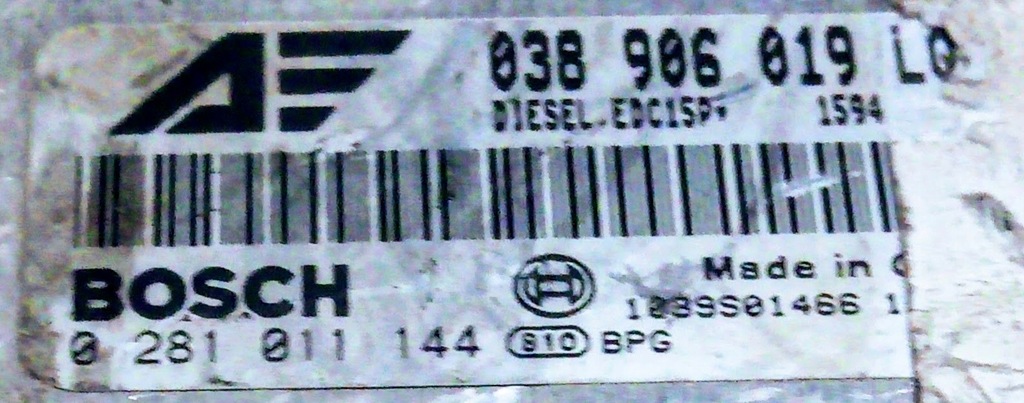 038 906 019 LQ
DIESEL-EDC15P+ 1594
BOSCH
Made in
1039S01466 1
0 281 011 144 810 BPG